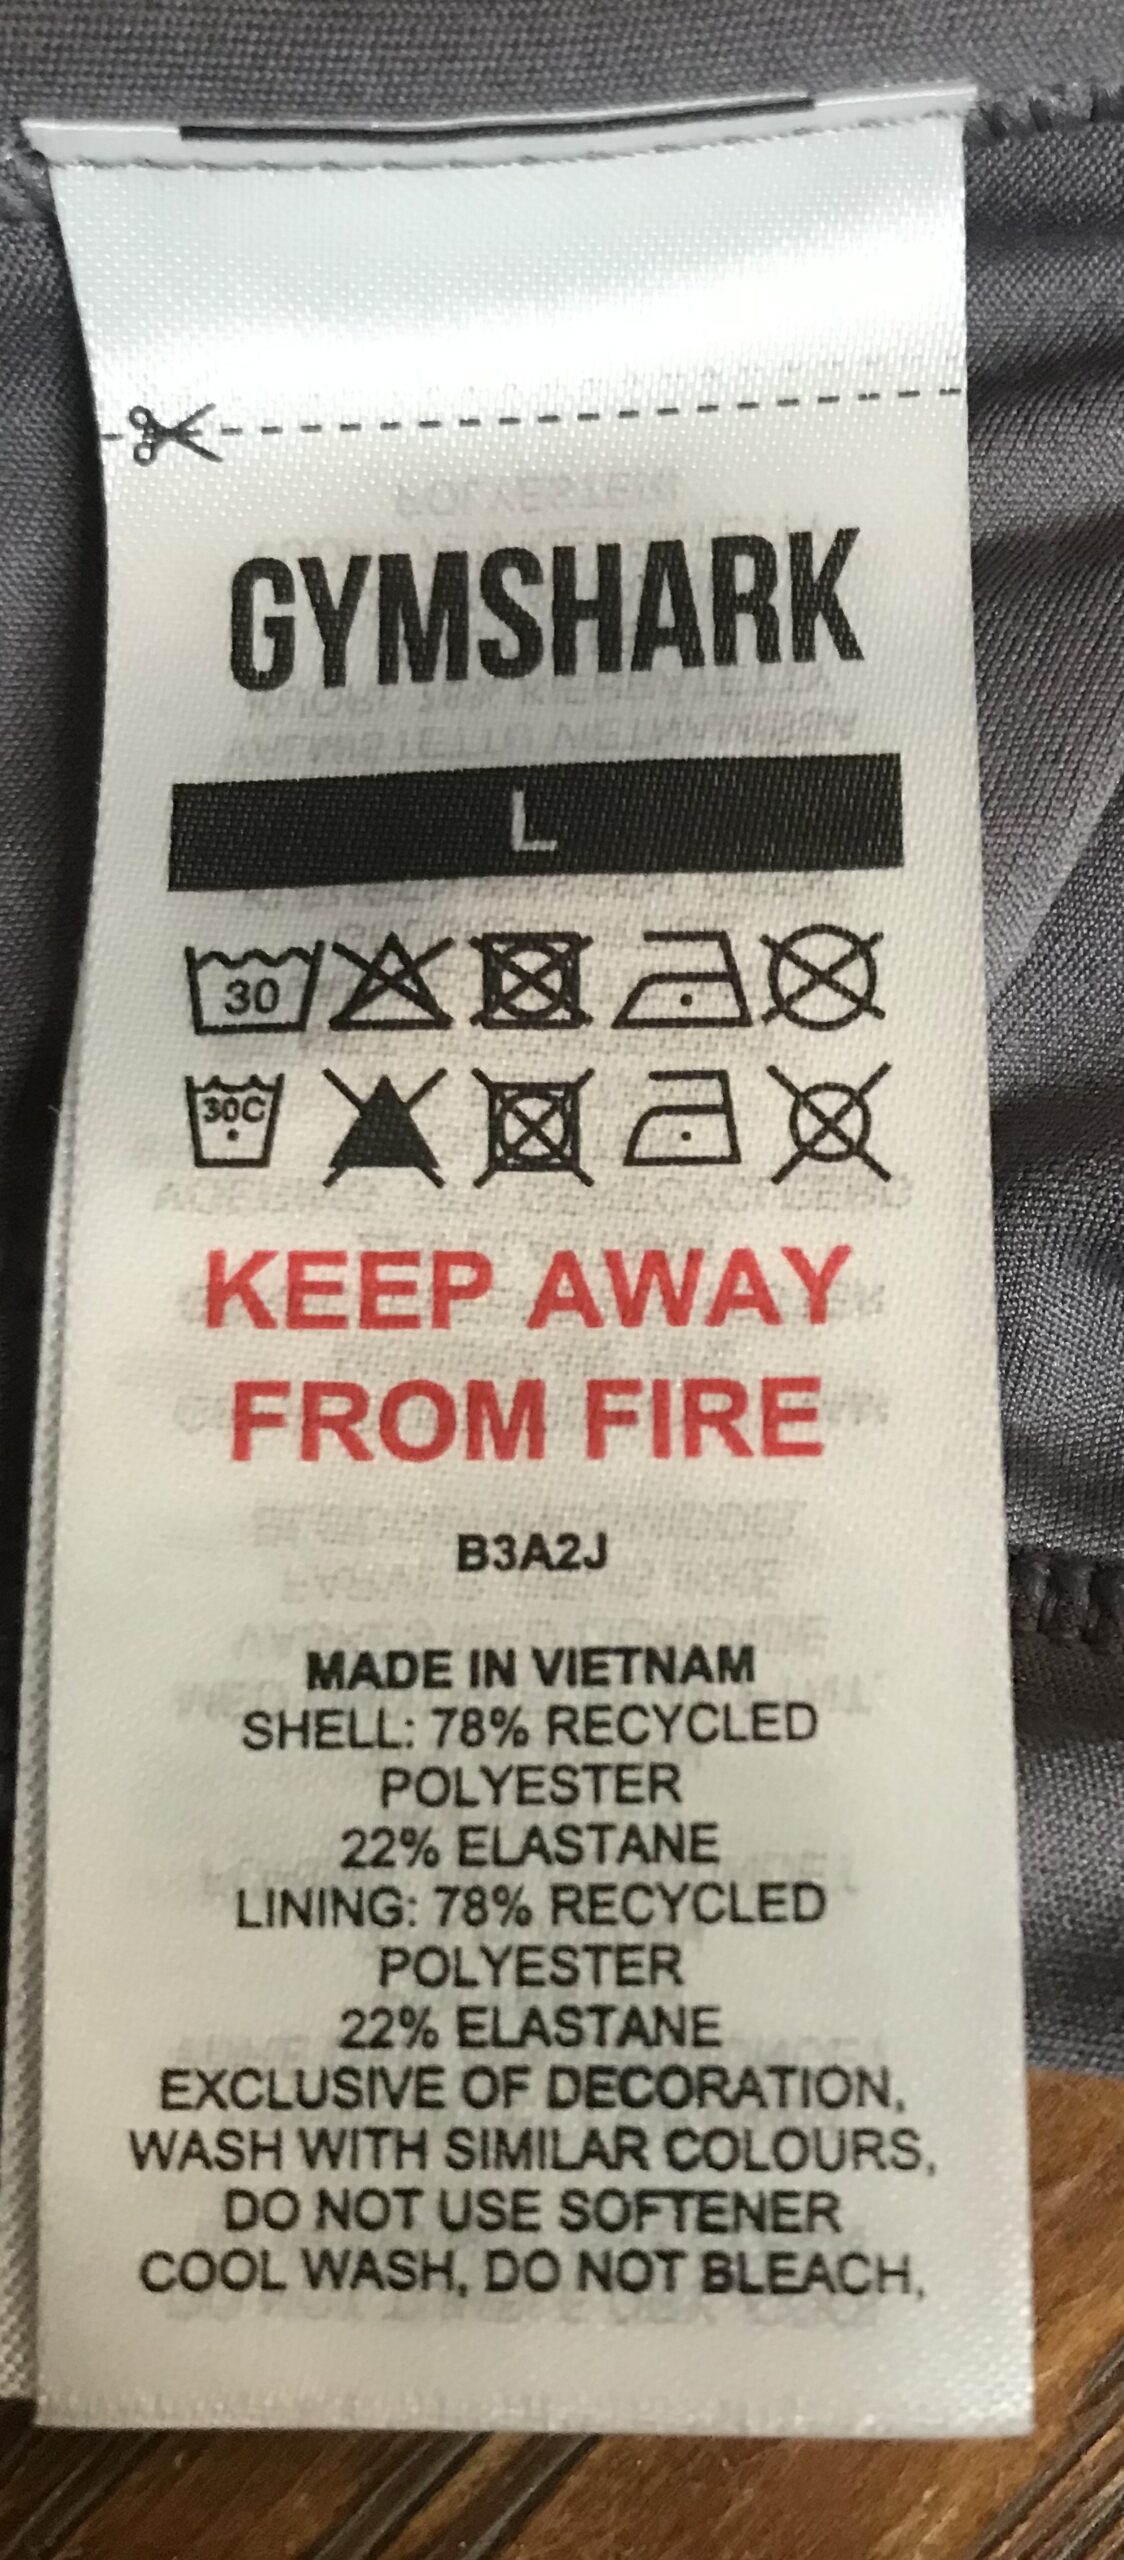 GYMSHARK
L
30
30C
KEEP AWAY
FROM FIRE
B3A2J
MADE IN VIETNAM
SHELL: 78% RECYCLED
POLYESTER
22% ELASTANE
LINING: 78% RECYCLED
POLYESTER
22% ELASTANE
EXCLUSIVE OF DECORATION,
WASH WITH SIMILAR COLOURS,
DO NOT USE SOFTENER
COOL WASH, DO NOT BLEACH,